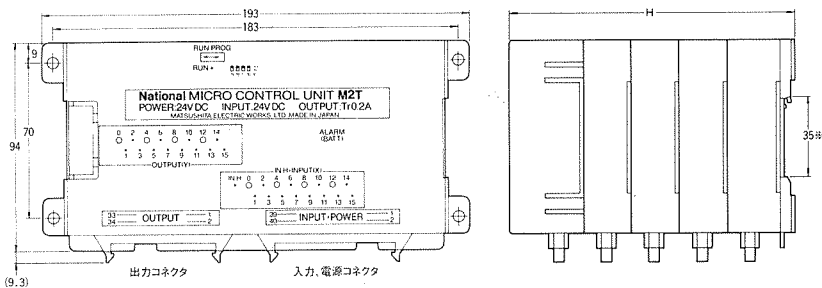 193
183
H
9
70
94
(9.3)
35※
RUN PROG
RUN
National MICRO CONTROL UNIT M2T
POWER:24V DC INPUT:24V DC OUTPUT:Tr0.2A
MATSUSHITA ELECTRIC WORKS, LTD. MADE IN JAPAN
0 2 4 6 8 10 12 14
1 3 5 7 9 11 13 15
OUTPUT(Y)
ALARM
(BATT)
IN H・INPUT(X)
IN H 0 2 4 6 8 10 12 14
1 3 5 7 9 11 13 15
33 OUTPUT 1
34 2
39 INPUT・POWER 1
40 2
出力コネクタ
入力、電源コネクタ